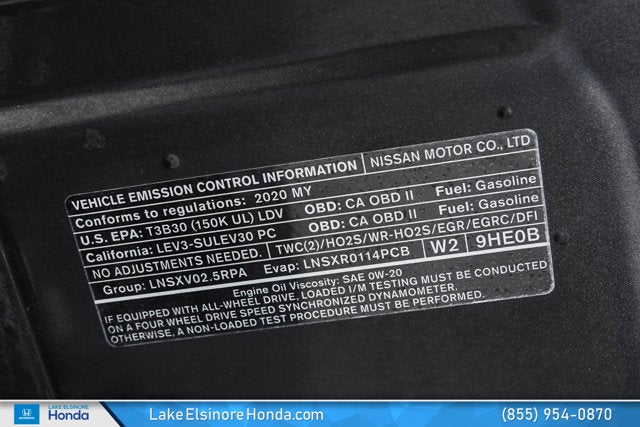 VEHICLE EMISSION CONTROL INFORMATION NISSAN MOTOR CO., LTD
Conforms to regulations: 2020 MY
U.S. EPA: T3B30 (150K UL) LDV OBD: CA OBD II Fuel: Gasoline
California: LEV3-SULEV30 PC OBD: CA OBD II Fuel: Gasoline
NO ADJUSTMENTS NEEDED. TWC(2)/HO2S/WR-HO2S/EGR/EGRC/DFI
Group: LNSXV02.5RPA Evap: LNSXR0114PCB W2 9HE0B
Engine Oil Viscosity: SAE 0W-20
IF EQUIPPED WITH ALL-WHEEL DRIVE, LOADED I/M TESTING MUST BE CONDUCTED
ON A FOUR WHEEL DRIVE SPEED SYNCHRONIZED DYNAMOMETER.
OTHERWISE, A NON-LOADED TEST PROCEDURE MUST BE PERFORMED.
HONDA LAKE ELSINORE
Honda LakeElsinoreHonda.com (855) 954-0870